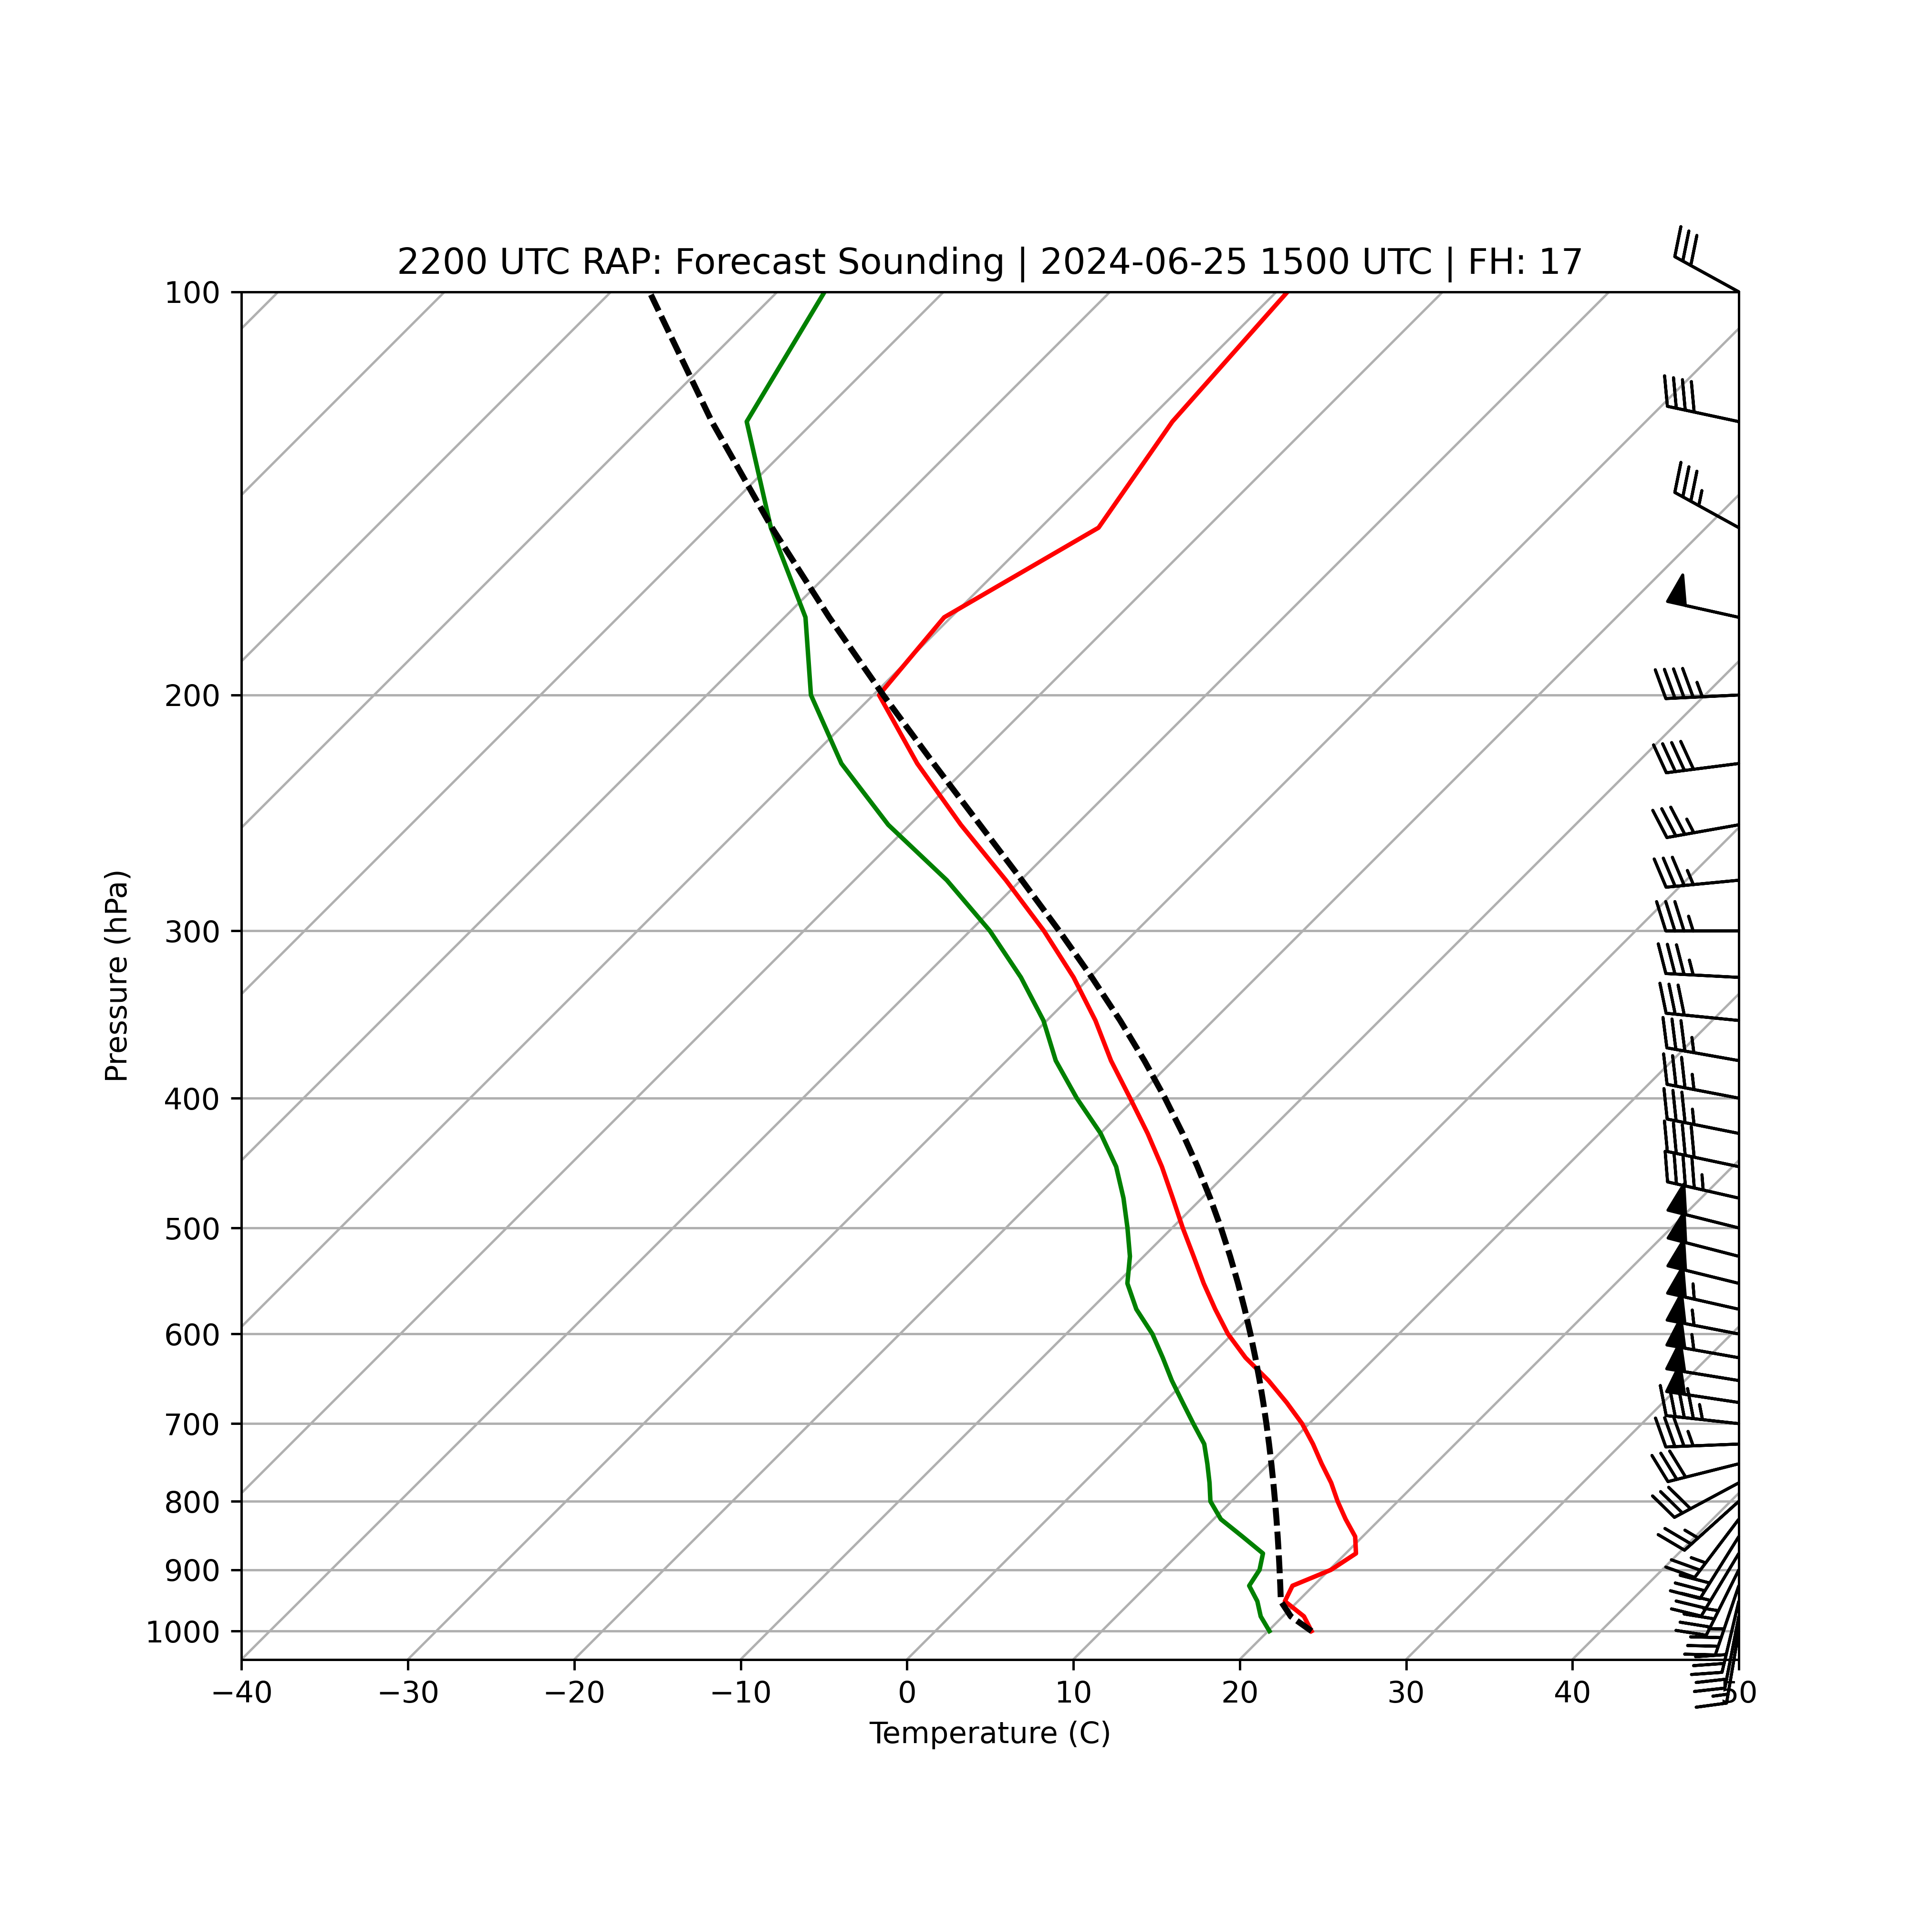 2200 UTC RAP: Forecast Sounding | 2024-06-25 1500 UTC | FH: 17
100
200
300
400
500
600
700
800
900
1000
Pressure (hPa)
−40 −30 −20 −10 0 10 20 30 40 50
Temperature (C)